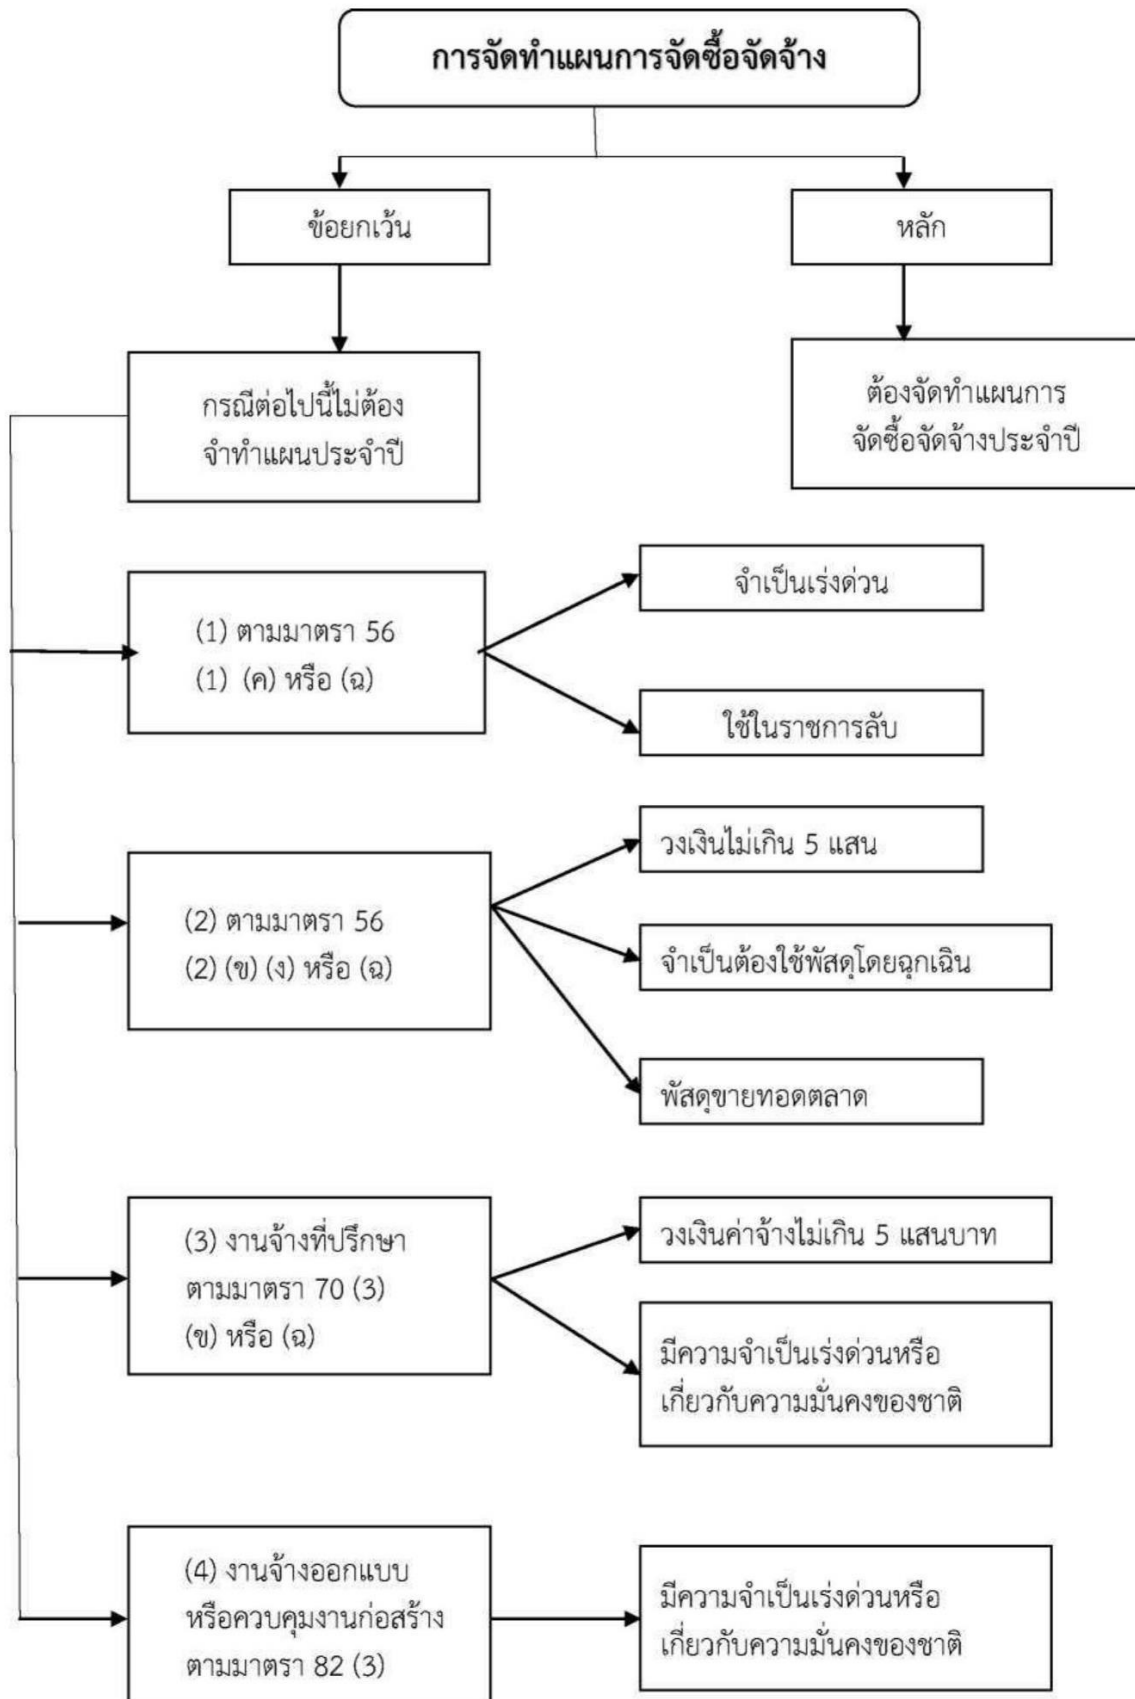 การจัดทำแผนการจัดซื้อจัดจ้าง
ข้อยกเว้น
หลัก
กรณีต่อไปนี้ไม่ต้อง
จำทำแผนประจำปี
ต้องจัดทำแผนการ
จัดซื้อจัดจ้างประจำปี
(1) ตามมาตรา 56
(1) (ค) หรือ (ฉ)
จำเป็นเร่งด่วน
ใช้ในราชการลับ
(2) ตามมาตรา 56
(2) (ข) (ง) หรือ (ฉ)
วงเงินไม่เกิน 5 แสน
จำเป็นต้องใช้พัสดุโดยฉุกเฉิน
พัสดุขายทอดตลาด
(3) งานจ้างที่ปรึกษา
ตามมาตรา 70 (3)
(ข) หรือ (ฉ)
วงเงินค่าจ้างไม่เกิน 5 แสนบาท
มีความจำเป็นเร่งด่วนหรือ
เกี่ยวกับความมั่นคงของชาติ
(4) งานจ้างออกแบบ
หรือควบคุมงานก่อสร้าง
ตามมาตรา 82 (3)
มีความจำเป็นเร่งด่วนหรือ
เกี่ยวกับความมั่นคงของชาติ